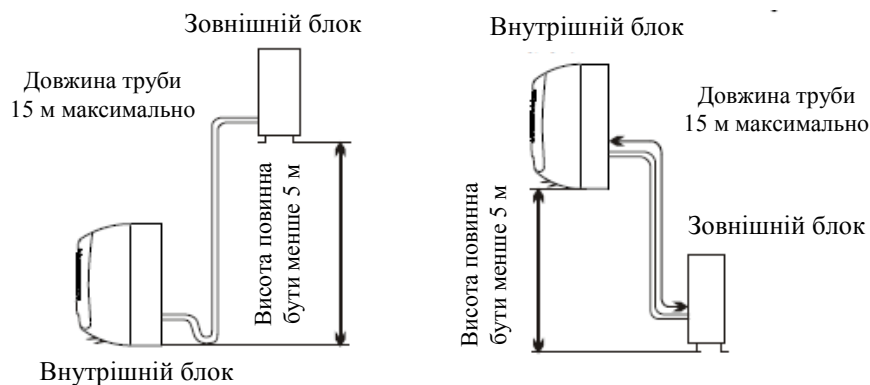 Зовнішній блок
Довжина труби
15 м максимально
Висота повинна
бути менше 5 м
Внутрішній блок
Внутрішній блок
Довжина труби
15 м максимально
Висота повинна
бути менше 5 м
Зовнішній блок